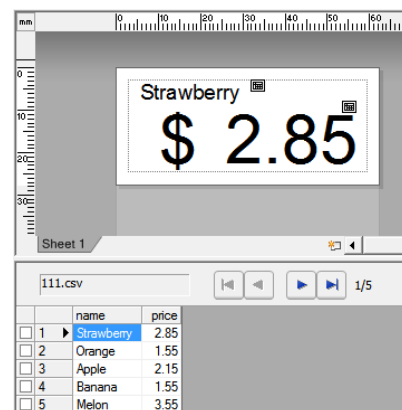 mm
0 10 20 30 40 50 60
0
10
20
30
Strawberry
$ 2.85
Sheet 1
111.csv
1/5
name price
1 Strawberry 2.85
2 Orange 1.55
3 Apple 2.15
4 Banana 1.55
5 Melon 3.55